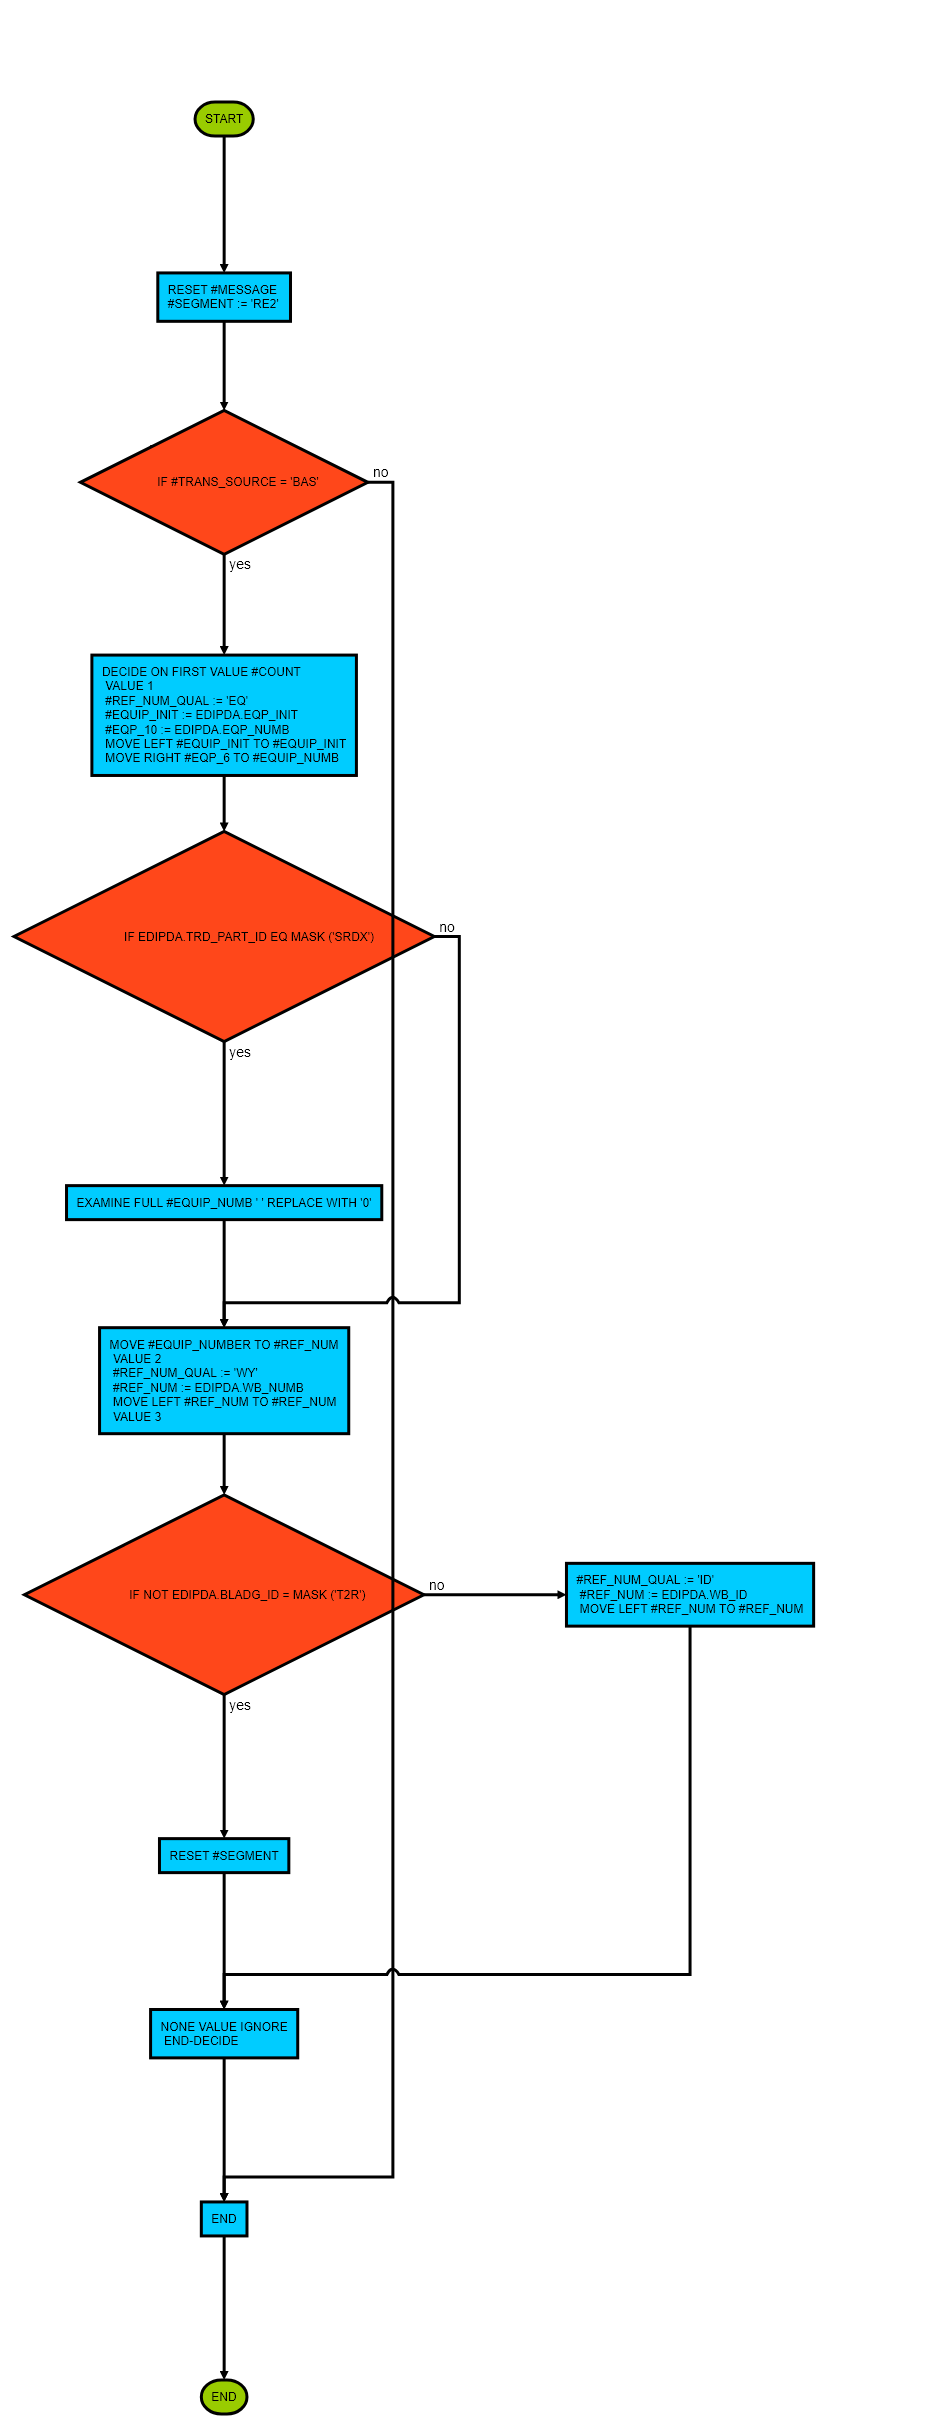 START
RESET #MESSAGE
#SEGMENT := 'RE2'
IF #TRANS_SOURCE = 'BAS'
no
yes
DECIDE ON FIRST VALUE #COUNT
VALUE 1
#REF_NUM_QUAL := 'EQ'
#EQUIP_INIT := EDIPDA.EQP_INIT
#EQP_10 := EDIPDA.EQP_NUMB
MOVE LEFT #EQUIP_INIT TO #EQUIP_INIT
MOVE RIGHT #EQP_6 TO #EQUIP_NUMB
IF EDIPDA.TRD_PART_ID EQ MASK ('SRDX')
no
yes
EXAMINE FULL #EQUIP_NUMB ' ' REPLACE WITH '0'
MOVE #EQUIP_NUMBER TO #REF_NUM
VALUE 2
#REF_NUM_QUAL := 'WY'
#REF_NUM := EDIPDA.WB_NUMB
MOVE LEFT #REF_NUM TO #REF_NUM
VALUE 3
IF NOT EDIPDA.BLADG_ID = MASK ('T2R')
no
#REF_NUM_QUAL := 'ID'
#REF_NUM := EDIPDA.WB_ID
MOVE LEFT #REF_NUM TO #REF_NUM
yes
RESET #SEGMENT
NONE VALUE IGNORE
END-DECIDE
END
END